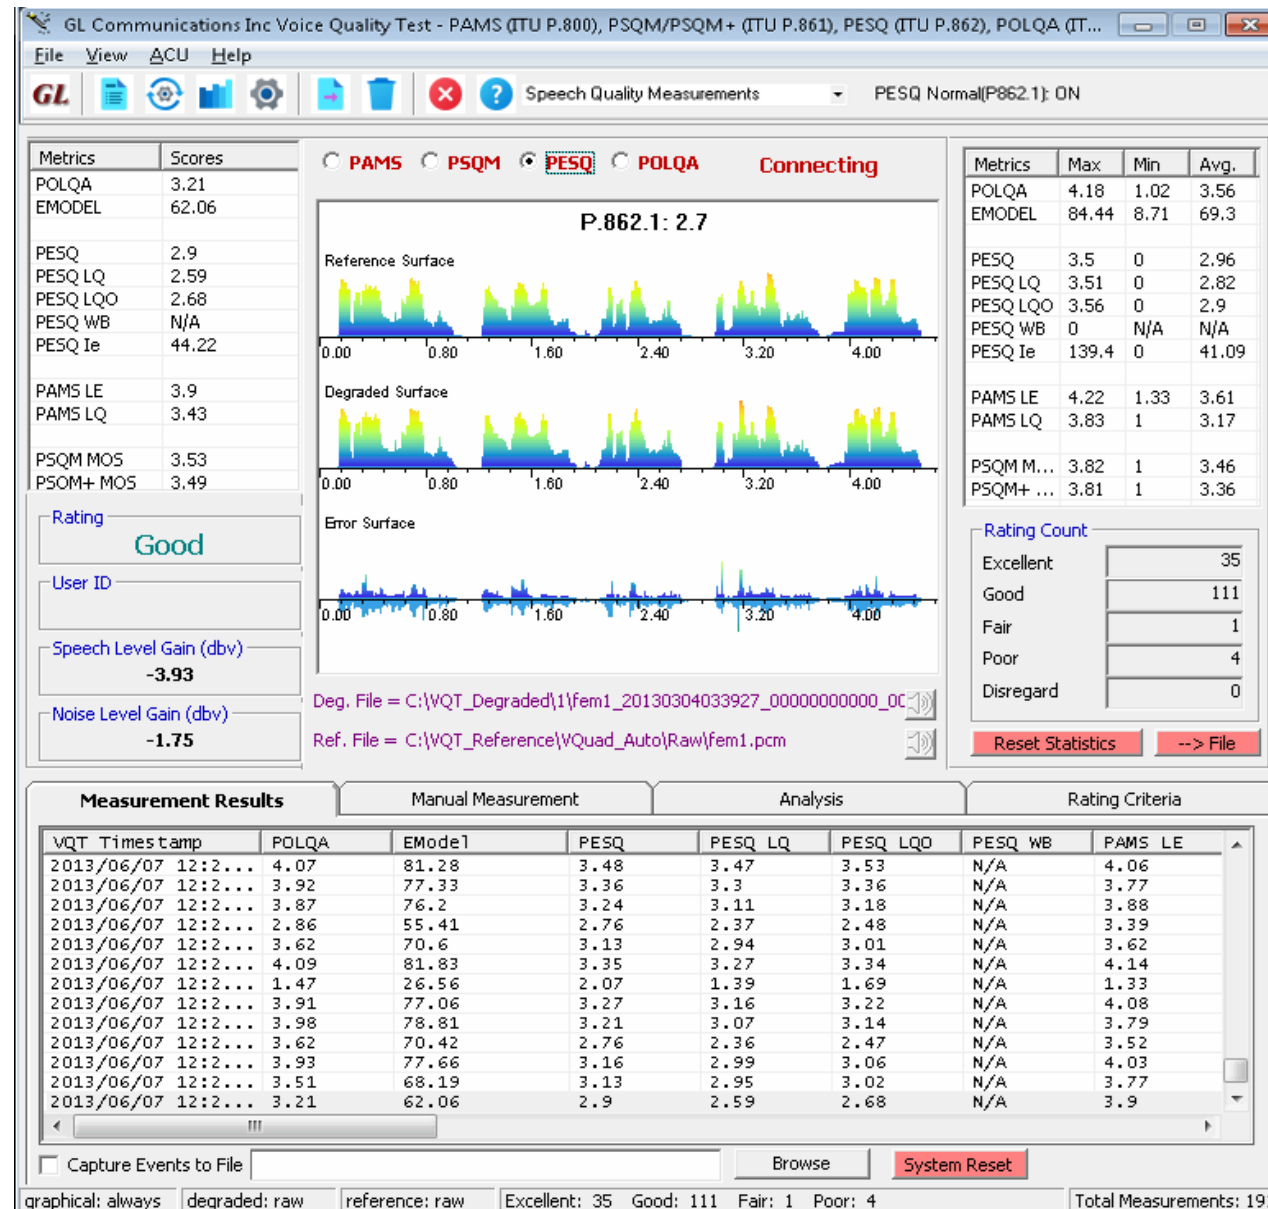 GL Communications Inc Voice Quality Test - PAMS (ITU P.800), PSQM/PSQM+ (ITU P.861), PESQ (ITU P.862), POLQA (IT...
File View ACU Help
GL Speech Quality Measurements PESQ Normal(P862.1): ON
Metrics Scores
POLQA 3.21
EMODEL 62.06
PESQ 2.9
PESQ LQ 2.59
PESQ LQO 2.68
PESQ WB N/A
PESQ Ie 44.22
PAMS LE 3.9
PAMS LQ 3.43
PSQM MOS 3.53
PSQM+ MOS 3.49
Rating
Good
User ID
Speech Level Gain (dbv)
-3.93
Noise Level Gain (dbv)
-1.75
PAMS PSQM PESQ POLQA Connecting
P.862.1: 2.7
Reference Surface
0.00 0.80 1.60 2.40 3.20 4.00
Degraded Surface
0.00 0.80 1.60 2.40 3.20 4.00
Error Surface
0.00 0.80 1.60 2.40 3.20 4.00
Deg. File = C:\VQT_Degraded\1\fem1_20130304033927_00000000000_0
Ref. File = C:\VQT_Reference\VQuad_Auto\Raw\fem1.pcm
Metrics Max Min Avg.
POLQA 4.18 1.02 3.56
EMODEL 84.44 8.71 69.3
PESQ 3.5 0 2.96
PESQ LQ 3.51 0 2.82
PESQ LQO 3.56 0 2.9
PESQ WB 0 N/A N/A
PESQ Ie 139.4 0 41.09
PAMS LE 4.22 1.33 3.61
PAMS LQ 3.83 1 3.17
PSQM M... 3.82 1 3.46
PSQM+ ... 3.81 1 3.36
Rating Count
Excellent 35
Good 111
Fair 1
Poor 4
Disregard 0
Reset Statistics --> File
Measurement Results Manual Measurement Analysis Rating Criteria
VQT Timestamp POLQA EModel PESQ PESQ LQ PESQ LQO PESQ WB PAMS LE
2013/06/07 12:2... 4.07 81.28 3.48 3.47 3.53 N/A 4.06
2013/06/07 12:2... 3.92 77.33 3.36 3.3 3.36 N/A 3.77
2013/06/07 12:2... 3.87 76.2 3.24 3.11 3.18 N/A 3.88
2013/06/07 12:2... 2.86 55.41 2.76 2.37 2.48 N/A 3.39
2013/06/07 12:2... 3.62 70.6 3.13 2.94 3.01 N/A 3.62
2013/06/07 12:2... 4.09 81.83 3.35 3.27 3.34 N/A 4.14
2013/06/07 12:2... 1.47 26.56 2.07 1.39 1.69 N/A 1.33
2013/06/07 12:2... 3.91 77.06 3.27 3.16 3.22 N/A 4.08
2013/06/07 12:2... 3.98 78.81 3.21 3.07 3.14 N/A 3.79
2013/06/07 12:2... 3.62 70.42 2.76 2.36 2.47 N/A 3.52
2013/06/07 12:2... 3.93 77.66 3.16 2.99 3.06 N/A 4.03
2013/06/07 12:2... 3.51 68.19 3.13 2.95 3.02 N/A 3.77
2013/06/07 12:2... 3.21 62.06 2.9 2.59 2.68 N/A 3.9
Capture Events to File Browse System Reset
graphical: always degraded: raw reference: raw Excellent: 35 Good: 111 Fair: 1 Poor: 4 Total Measurements: 19